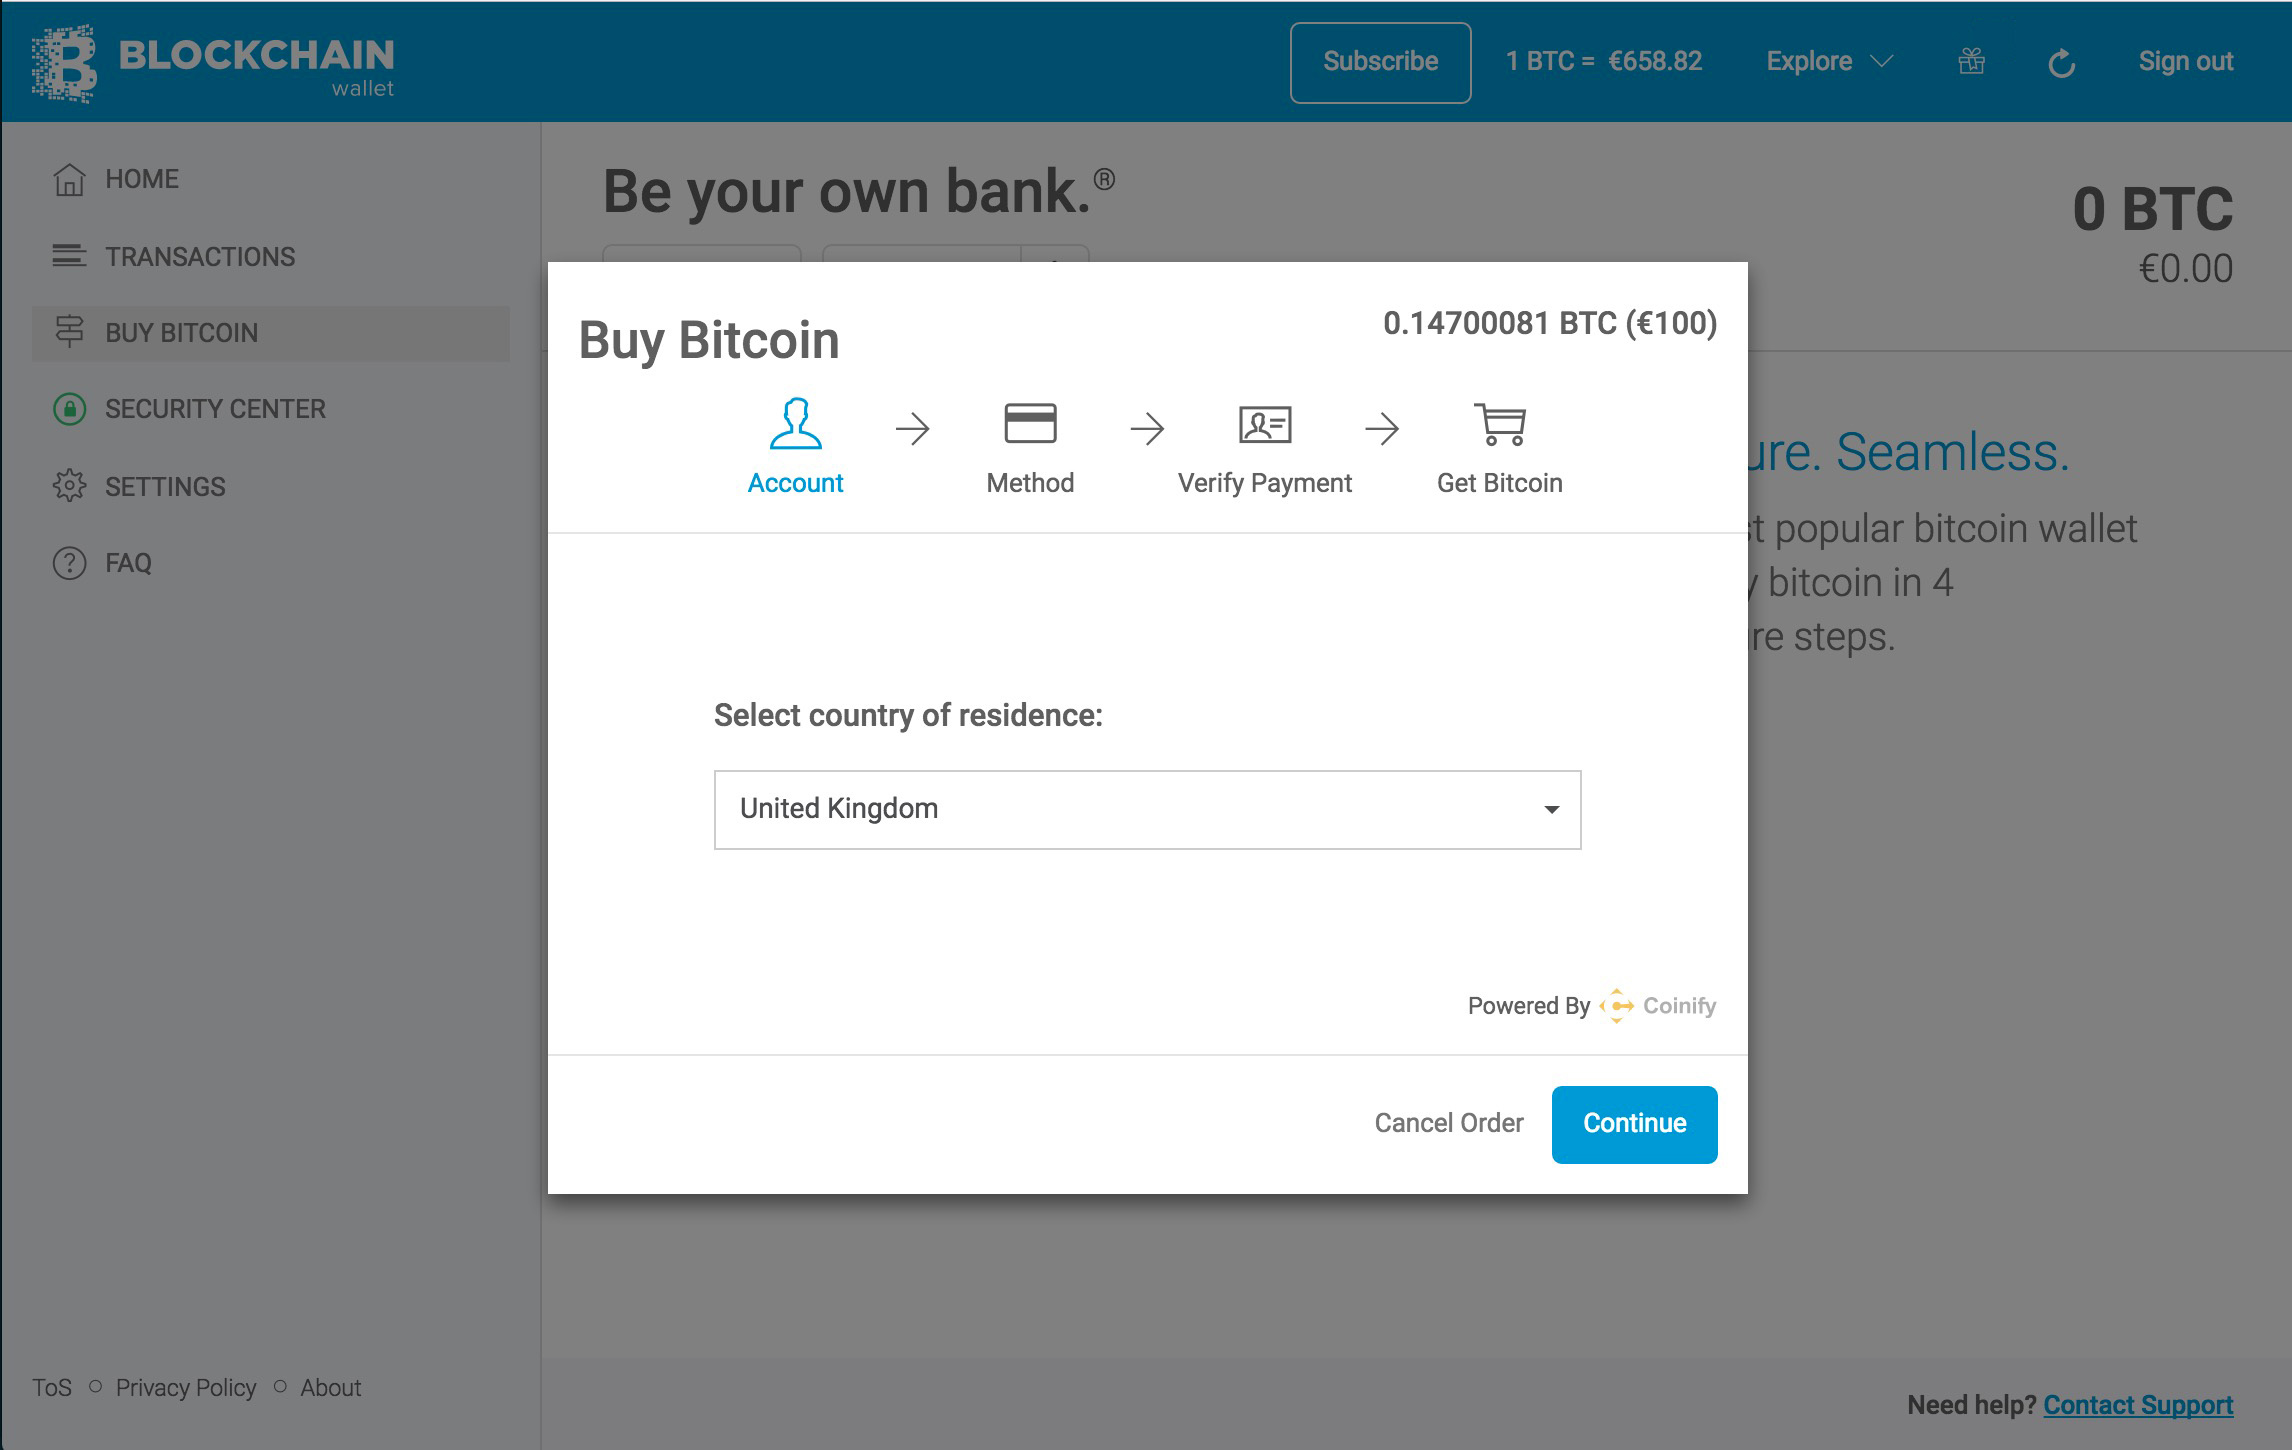 BLOCKCHAIN
wallet
Subscribe
1 BTC = €658.82
Explore
Sign out
HOME
TRANSACTIONS
BUY BITCOIN
SECURITY CENTER
SETTINGS
FAQ
Be your own bank.®
0 BTC
€0.00
Buy Bitcoin
0.14700081 BTC (€100)
Account
Method
Verify Payment
Get Bitcoin
Select country of residence:
United Kingdom
Powered By Coinify
Cancel Order
Continue
Seamless.
popular bitcoin wallet
bitcoin in 4
steps.
ToS
Privacy Policy
About
Need help? Contact Support